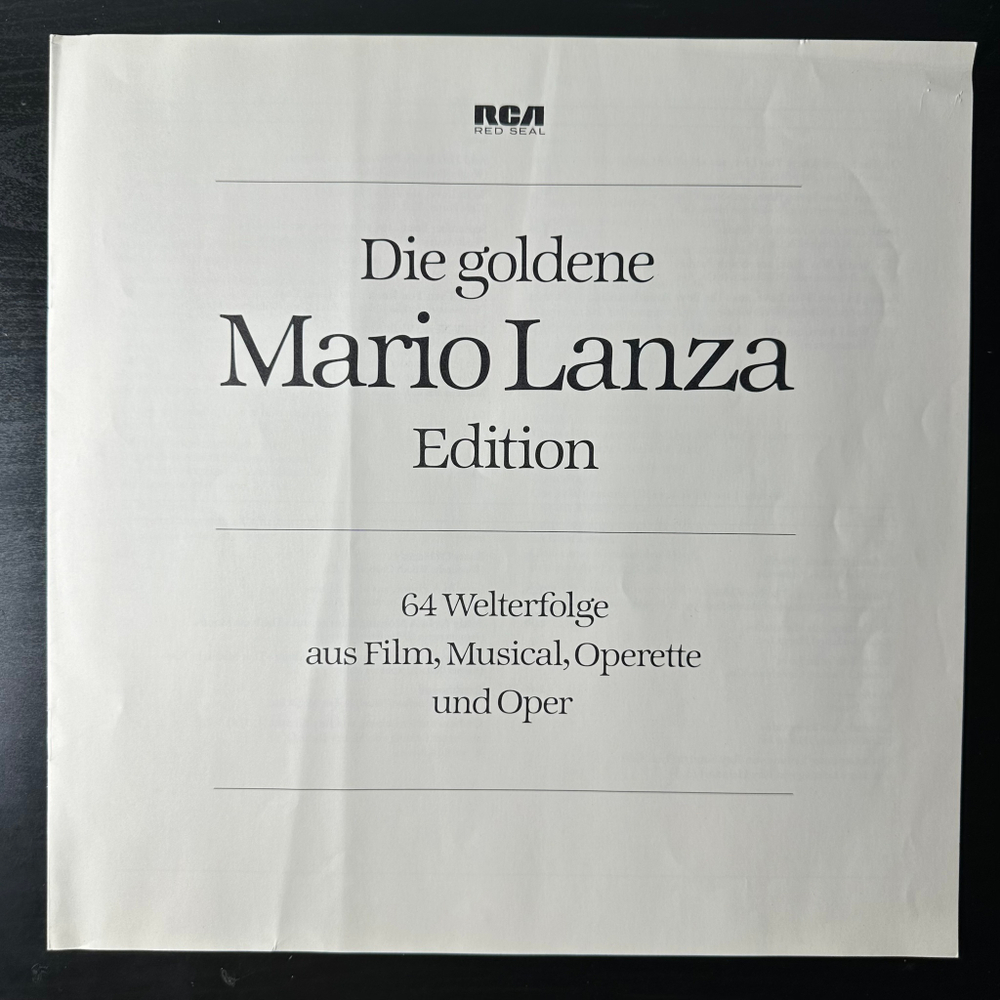 RCA
RED SEAL
Die goldene
Mario Lanza
Edition
64 Welterfolge
aus Film, Musical, Operette
und Oper